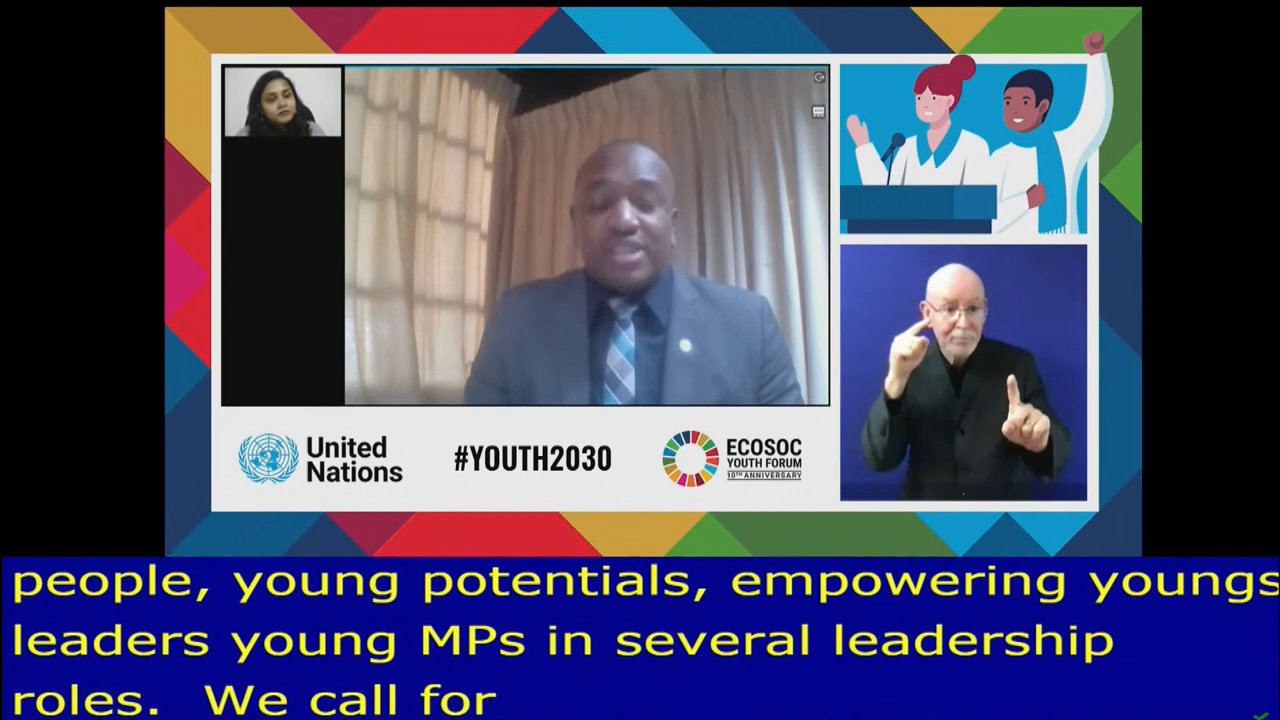 United
Nations
#YOUTH2030
ECOSOC
YOUTH FORUM
10TH ANNIVERSARY
people, young potentials, empowering youngs
leaders young MPs in several leadership
roles.  We call for